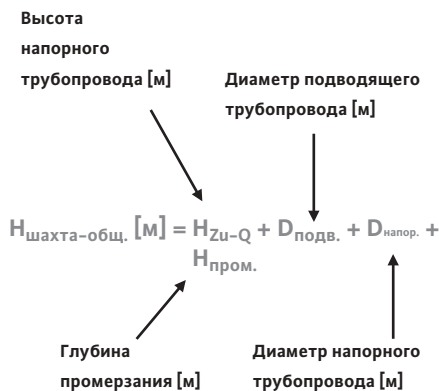 Высота
напорного
трубопровода [м]
Диаметр подводящего
трубопровода [м]
Hшахта-общ. [м] = HZu-Q + Dподв. + Dнапор. +
Hпром.
Глубина
промерзания [м]
Диаметр напорного
трубопровода [м]